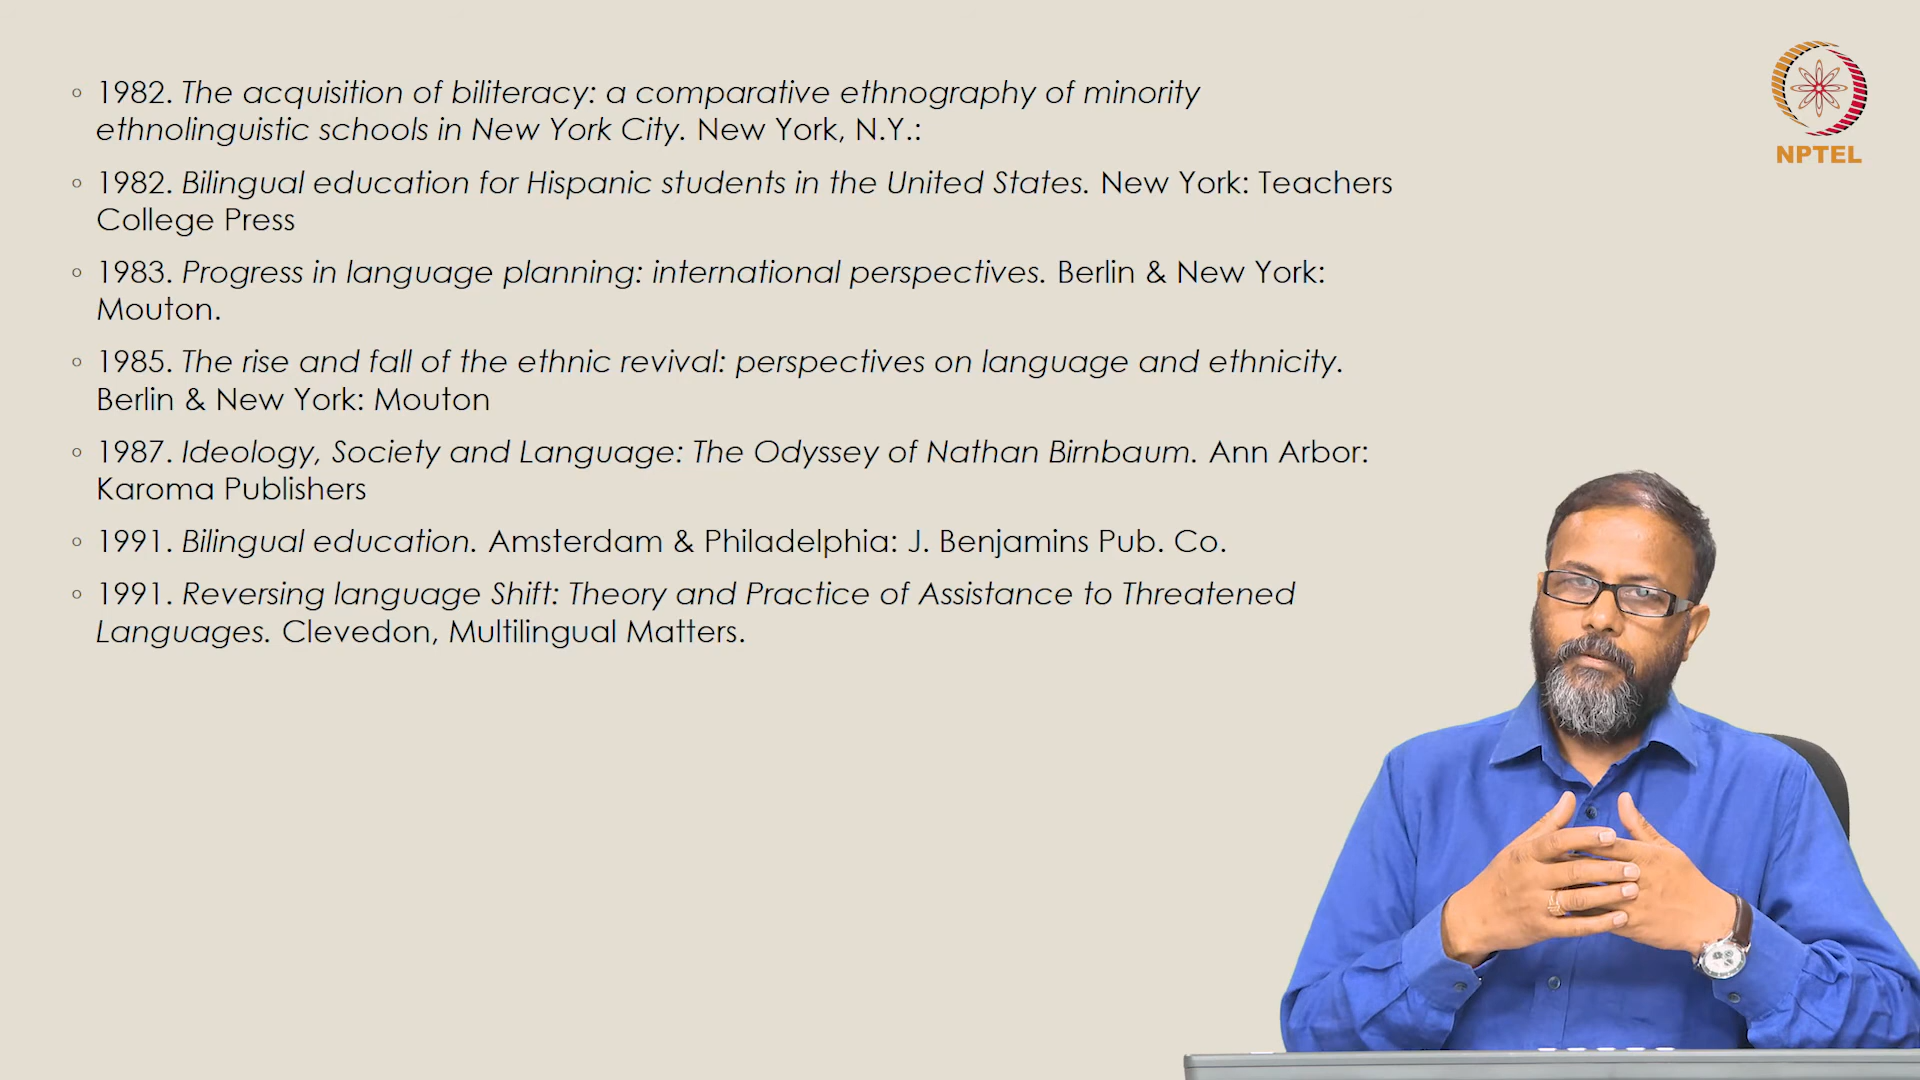 1982. The acquisition of biliteracy: a comparative ethnography of minority
ethnolinguistic schools in New York City. New York, N.Y.:
1982. Bilingual education for Hispanic students in the United States. New York: Teachers
College Press
1983. Progress in language planning: international perspectives. Berlin & New York:
Mouton.
1985. The rise and fall of the ethnic revival: perspectives on language and ethnicity.
Berlin & New York: Mouton
1987. Ideology, Society and Language: The Odyssey of Nathan Birnbaum. Ann Arbor:
Karoma Publishers
1991. Bilingual education. Amsterdam & Philadelphia: J. Benjamins Pub. Co.
1991. Reversing language Shift: Theory and Practice of Assistance to Threatened
Languages. Clevedon, Multilingual Matters.
NPTEL